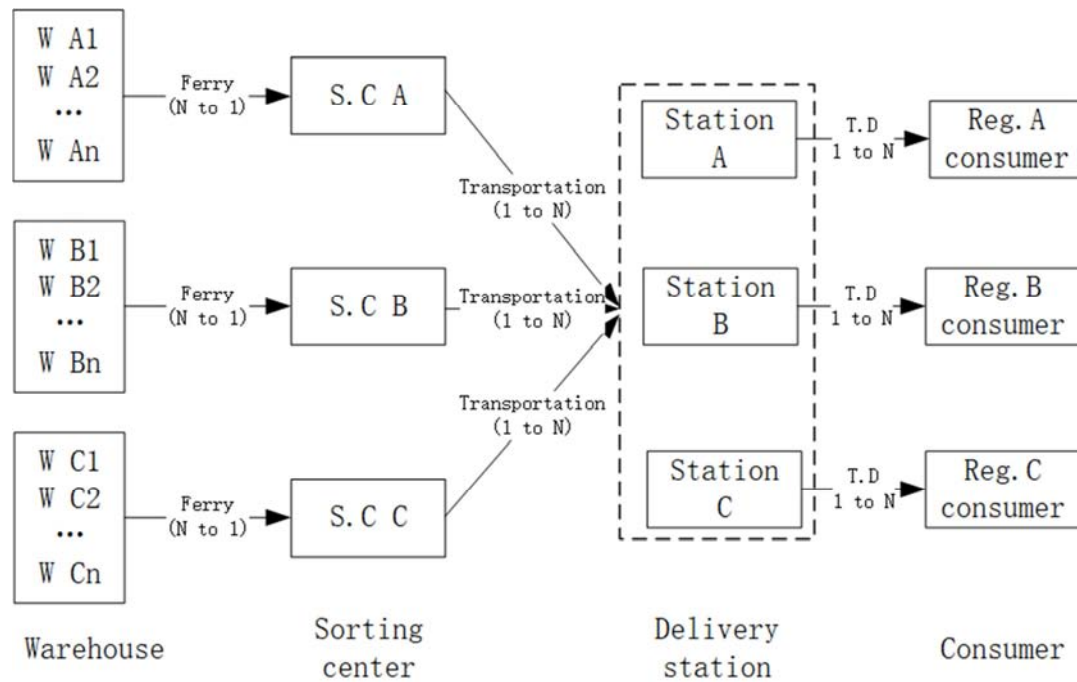 W A1
W A2
...
W An
Ferry
(N to 1)
S.C A
Transportation
(1 to N)
Station
A
T.D
1 to N
Reg.A
consumer
W B1
W B2
...
W Bn
Ferry
(N to 1)
S.C B
Transportation
(1 to N)
Station
B
T.D
1 to N
Reg.B
consumer
W C1
W C2
...
W Cn
Ferry
(N to 1)
S.C C
Transportation
(1 to N)
Station
C
T.D
1 to N
Reg.C
consumer
Warehouse
Sorting
center
Delivery
station
Consumer